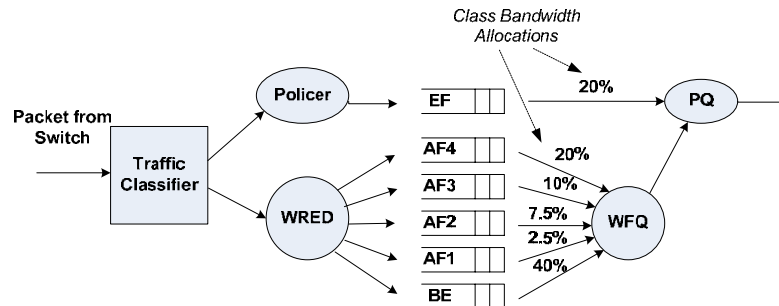 Class Bandwidth
Allocations
Packet from
Switch
Traffic
Classifier
Policer
WRED
EF
AF4
AF3
AF2
AF1
BE
20%
20%
10%
7.5%
2.5%
40%
WFQ
PQ